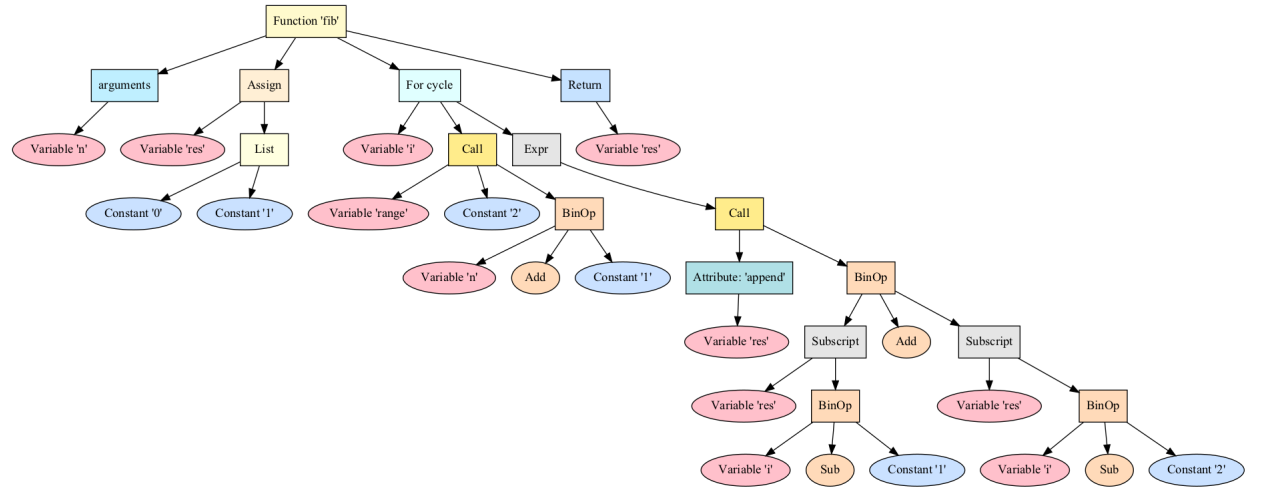 Function 'fib'
arguments
Assign
For cycle
Return
Variable 'n'
Variable 'res'
List
Variable 'i'
Call
Expr
Variable 'res'
Constant '0'
Constant '1'
Variable 'range'
Constant '2'
BinOp
Call
Variable 'n'
Add
Constant '1'
Attribute: 'append'
BinOp
Variable 'res'
Subscript
Add
Subscript
Variable 'res'
BinOp
Variable 'res'
BinOp
Variable 'i'
Sub
Constant '1'
Variable 'i'
Sub
Constant '2'